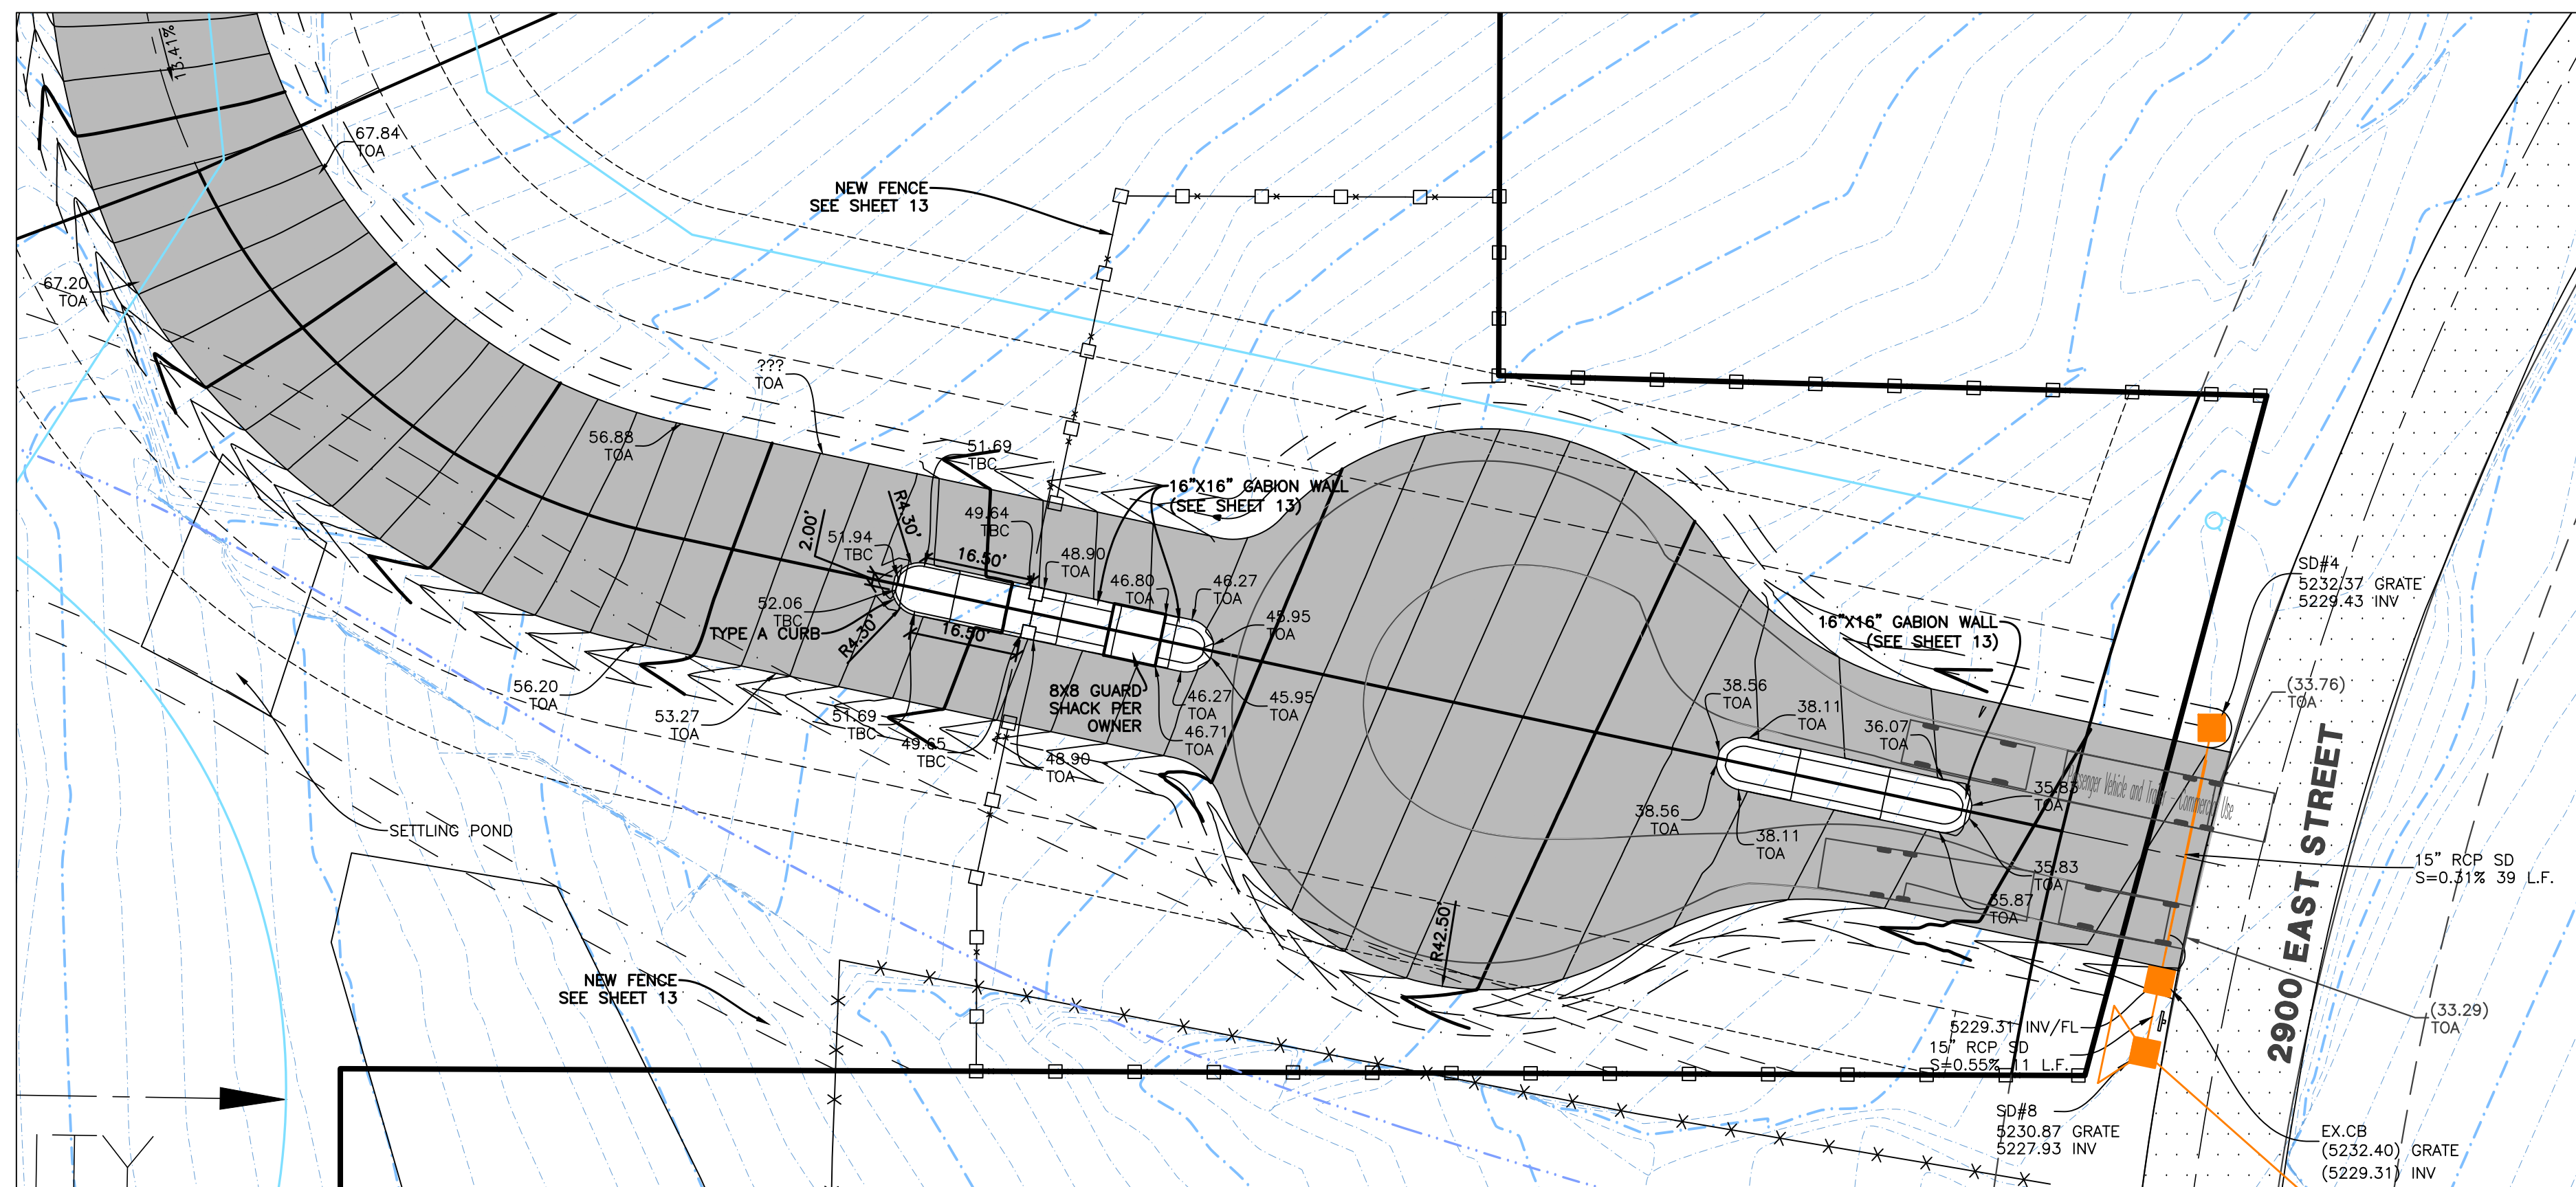 13.41%
67.84
TOA
NEW FENCE
SEE SHEET 13
67.20
TOA
???
TOA
56.88
TOA
51.69
TBC
R4.30'
2.00'
51.94
TBC
49.64
TBC
16"X16" GABION WALL
(SEE SHEET 13)
16.50'
48.90
TOA
46.80
TOA
46.27
TOA
52.06
TBC
TYPE A CURB
R4.30'
16.50'
45.95
TOA
56.20
TOA
53.27
TOA
51.69
TBC
49.65
TBC
8X8 GUARD
SHACK PER
OWNER
46.27
TOA
46.71
TOA
45.95
TOA
48.90
TOA
SETTLING POND
NEW FENCE
SEE SHEET 13
R42.50'
38.56
TOA
38.11
TOA
36.07
TOA
38.56
TOA
38.11
TOA
35.83
TOA
35.83
TOA
35.87
TOA
16"X16" GABION WALL
(SEE SHEET 13)
SD#4
5232.37 GRATE
5229.43 INV
(33.76)
TOA
Passenger Vehicle and Trailer - Commercial Use
2900 EAST STREET
15" RCP SD
S=0.31% 39 L.F.
(33.29)
TOA
5229.31 INV/FL
15" RCP SD
S=0.55% 11 L.F.
SD#8
5230.87 GRATE
5227.93 INV
EX.CB
(5232.40) GRATE
(5229.31) INV
TY